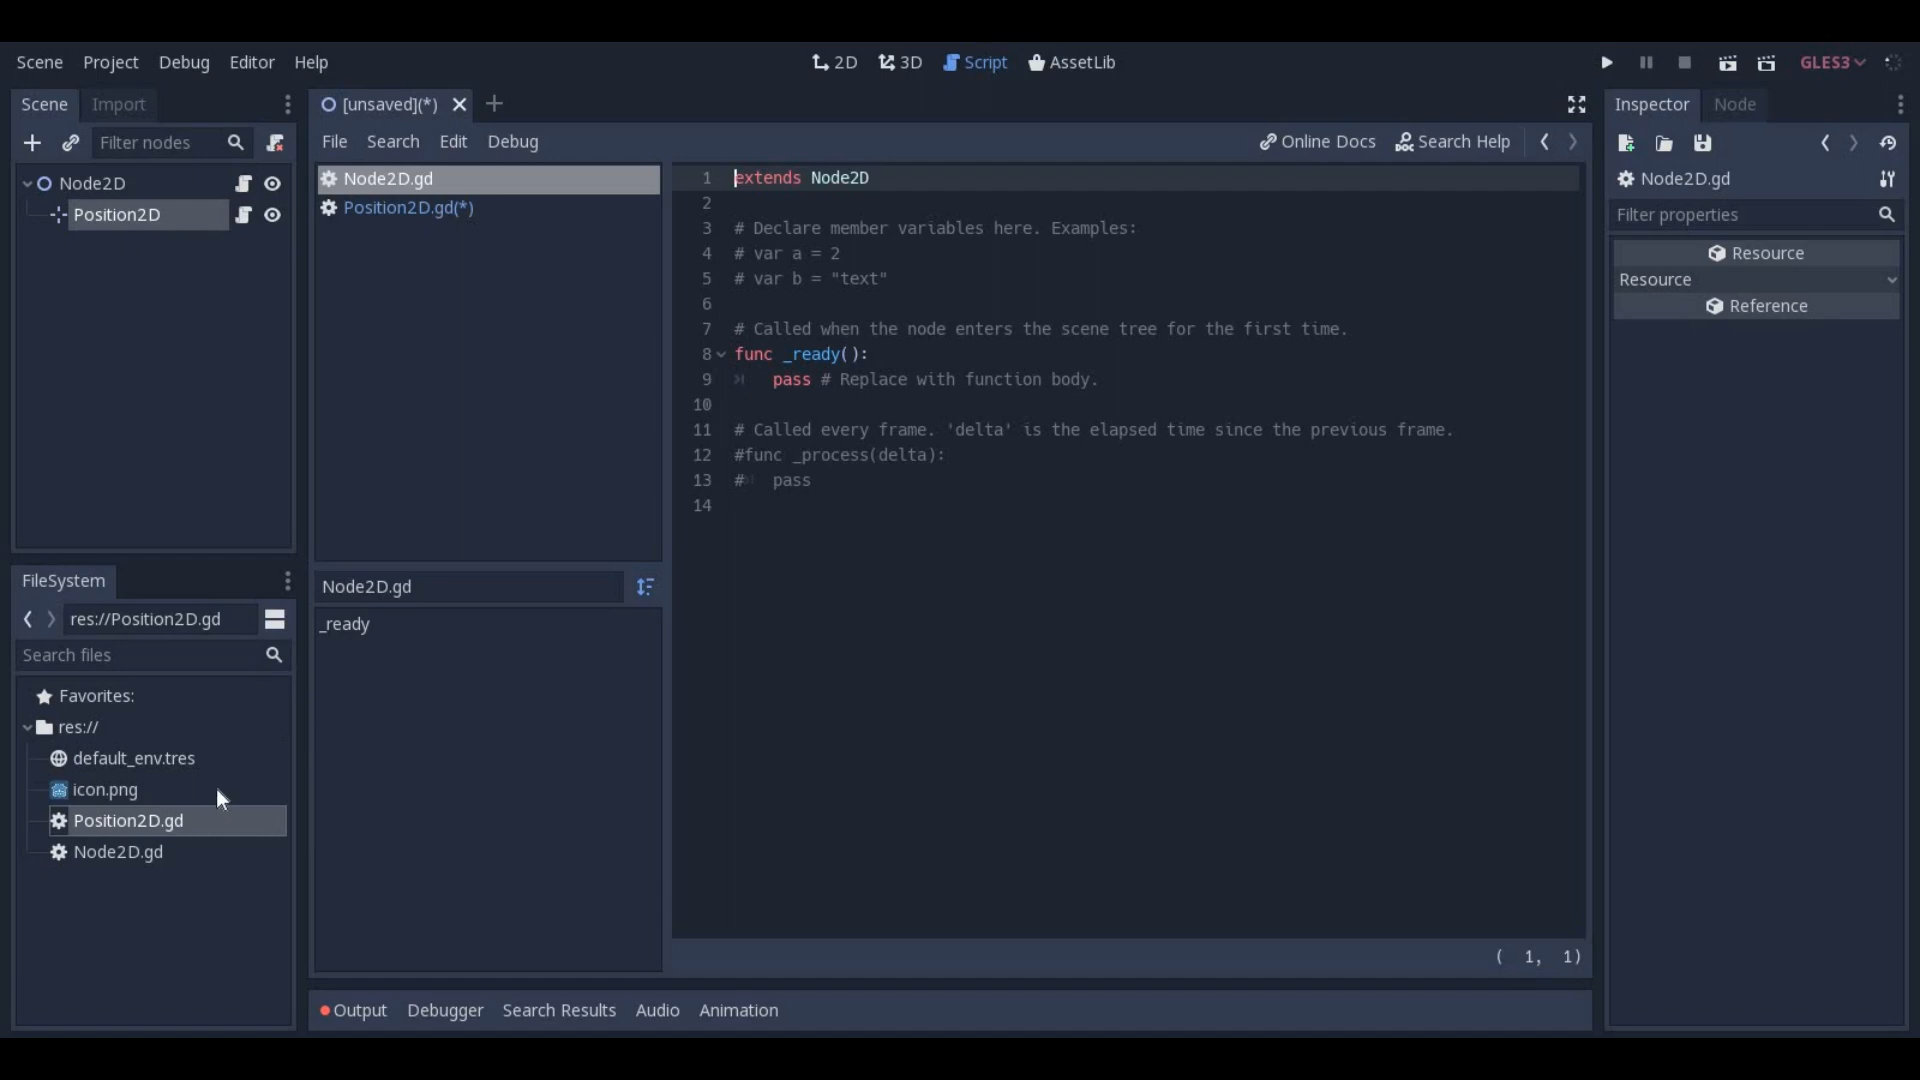 Scene Project Debug Editor Help 2D 3D Script AssetLib GLES3
Scene Import
Filter nodes
Node2D
Position2D
FileSystem
res://Position2D.gd
Search files
Favorites:
res://
default_env.tres
icon.png
Position2D.gd
Node2D.gd
[unsaved](*)
File Search Edit Debug Online Docs Search Help
Node2D.gd
Position2D.gd(*)
Node2D.gd
_ready
1 extends Node2D
2
3 # Declare member variables here. Examples:
4 # var a = 2
5 # var b = "text"
6
7 # Called when the node enters the scene tree for the first time.
8 func _ready():
9 pass # Replace with function body.
10
11 # Called every frame. 'delta' is the elapsed time since the previous frame.
12 #func _process(delta):
13 # pass
14
( 1, 1)
Output Debugger Search Results Audio Animation
Inspector Node
Node2D.gd
Filter properties
Resource
Resource
Reference